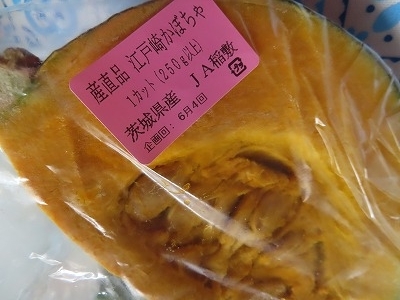 産直品 江戸崎かぼちゃ
1カット(250g以上)
茨城県産 JA稲敷
企画回: 6月4回